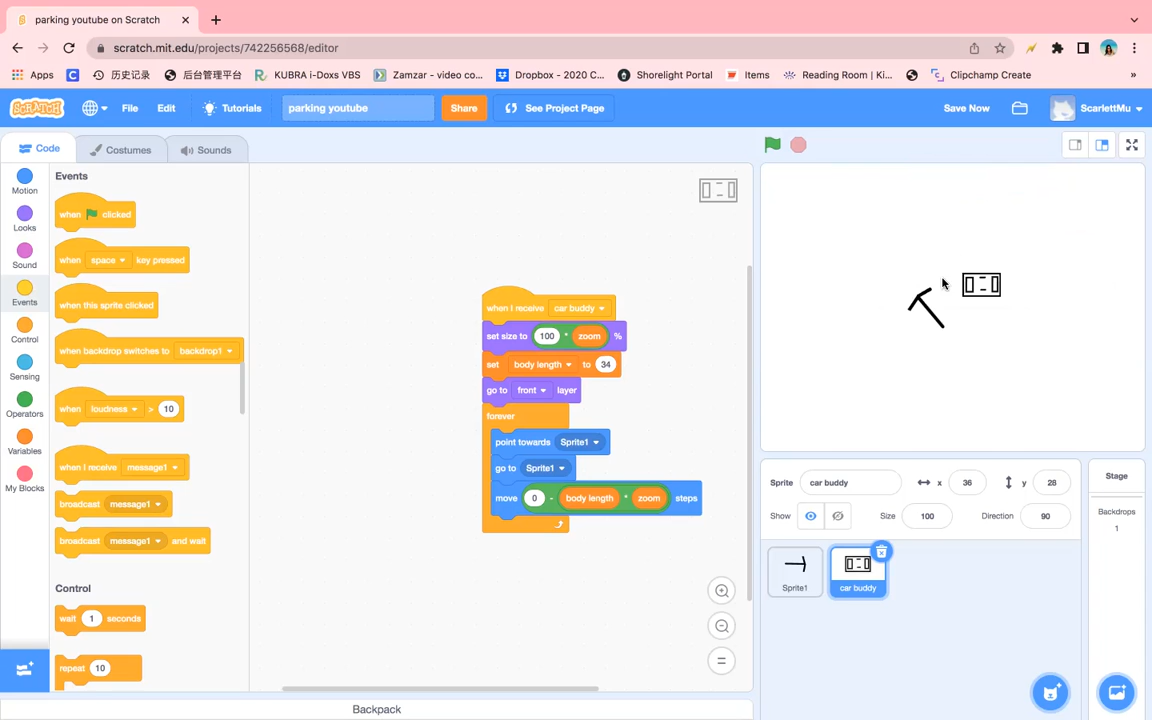 parking youtube on Scratch
scratch.mit.edu/projects/742256568/editor
Apps 历史记录 后台管理平台 KUBRA i-Doxs VBS Zamzar - video co... Dropbox - 2020 C... Shorelight Portal Items Reading Room | Ki... Clipchamp Create »
SCRATCH File Edit Tutorials parking youtube Share See Project Page Save Now ScarlettMu
Code Costumes Sounds
Motion
Looks
Sound
Events
Control
Sensing
Operators
Variables
My Blocks
Events
when clicked
when space key pressed
when this sprite clicked
when backdrop switches to backdrop1
when loudness > 10
when I receive message1
broadcast message1
broadcast message1 and wait
Control
wait 1 seconds
repeat 10
when I receive car buddy
set size to 100 * zoom %
set body length to 34
go to front layer
forever
point towards Sprite1
go to Sprite1
move 0 - body length * zoom steps
Sprite car buddy x 36 y 28
Show Size 100 Direction 90
Sprite1
car buddy
Stage
Backdrops
1
Backpack